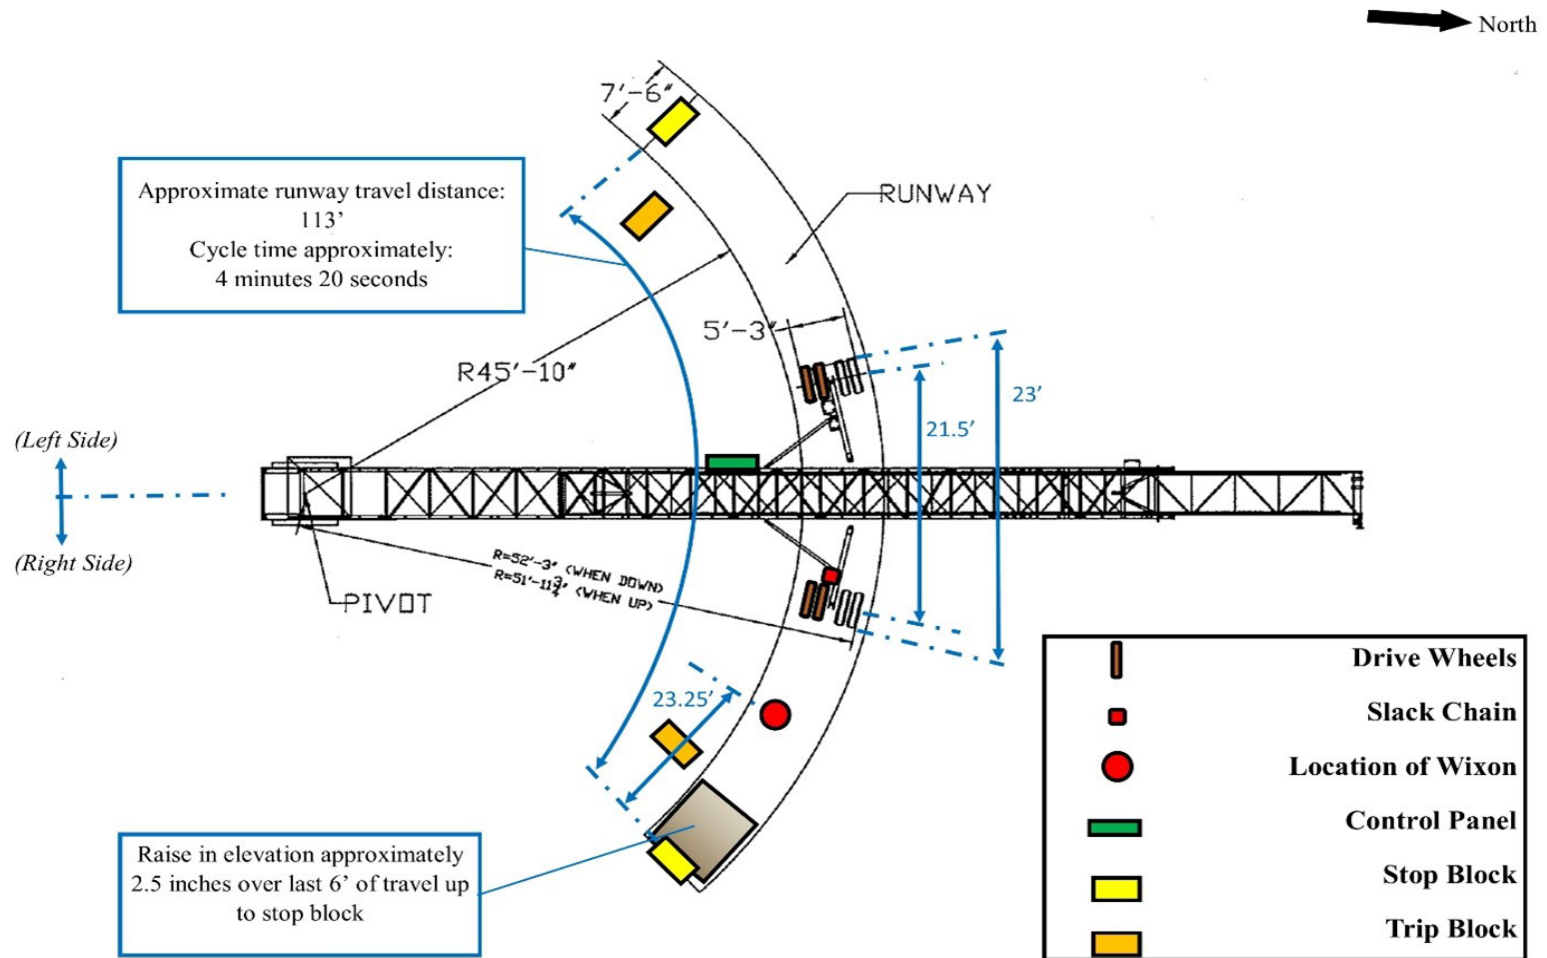 North
7'-6"
Approximate runway travel distance:
113’
Cycle time approximately:
4 minutes 20 seconds
RUNWAY
5'-3"
R45'-10"
23’
21.5’
(Left Side)
(Right Side)
R=52'-3" (WHEN DOWN)
R=51'-11¾" (WHEN UP)
PIVOT
23.25’
Raise in elevation approximately
2.5 inches over last 6’ of travel up
to stop block
Drive Wheels
Slack Chain
Location of Wixon
Control Panel
Stop Block
Trip Block